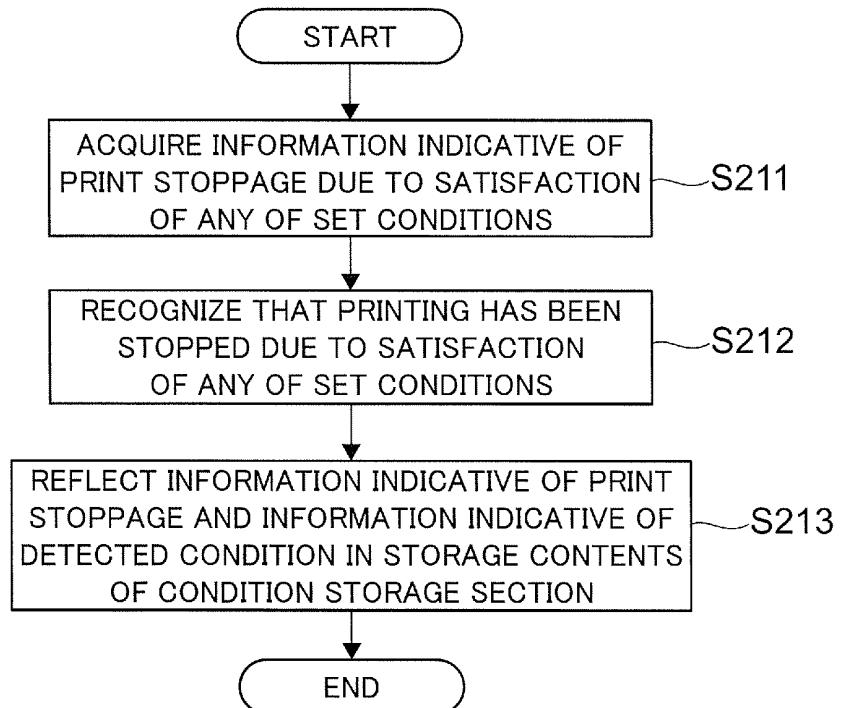 START
ACQUIRE INFORMATION INDICATIVE OF
PRINT STOPPAGE DUE TO SATISFACTION
OF ANY OF SET CONDITIONS
S211
RECOGNIZE THAT PRINTING HAS BEEN
STOPPED DUE TO SATISFACTION
OF ANY OF SET CONDITIONS
S212
REFLECT INFORMATION INDICATIVE OF PRINT
STOPPAGE AND INFORMATION INDICATIVE OF
DETECTED CONDITION IN STORAGE CONTENTS
OF CONDITION STORAGE SECTION
S213
END